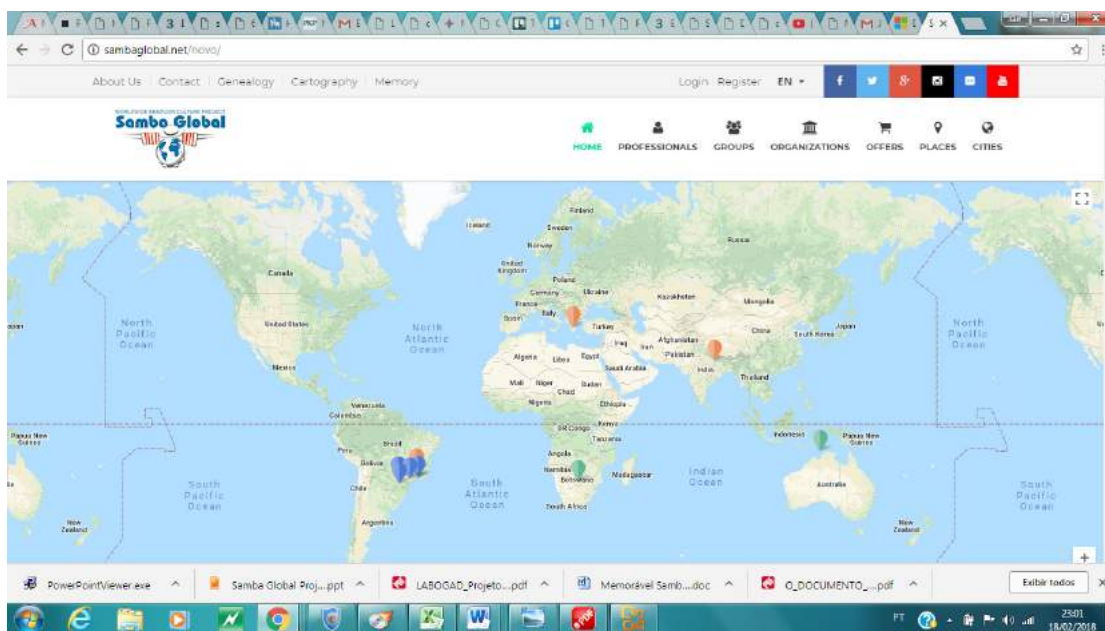 sambaglobal.net/novo/
About Us Contact Genealogy Cartography Memory Login Register EN
WORLDWIDE BRAZILIAN CULTURE PROJECT
Samba Global
HOME PROFESSIONALS GROUPS ORGANIZATIONS OFFERS PLACES CITIES
Iceland
Finland
Sweden
Norway
Russia
Canada
United Kingdom
Poland
Germany Ukraine
France
Kazakhstan
Mongolia
Spain Italy
Turkey
North Pacific Ocean
United States
North Atlantic Ocean
China
South Korea
Japan
North Pacific Ocean
Iraq Iran
Afghanistan
Pakistan
Algeria Libya Egypt
Saudi Arabia
India
Mexico
Mali Niger
Chad
Sudan
Thailand
Nigeria
Ethiopia
Venezuela
Colombia
DR Congo Kenya
Tanzania
Papua New Guinea
Indonesia
Papua New Guinea
Peru
Brazil
Bolivia
Angola
Namibia
Botswana
Madagascar
Indian Ocean
South Pacific Ocean
Chile
South Atlantic Ocean
South Africa
Australia
South Pacific Ocean
Argentina
New Zealand
New Zealand
PowerPointViewer.exe
Samba Global Proj....ppt
LABOGAD_Projeto...pdf
Memorável Samb....doc
O_DOCUMENTO_....pdf
Exibir todos
PT
23:01
18/02/2018